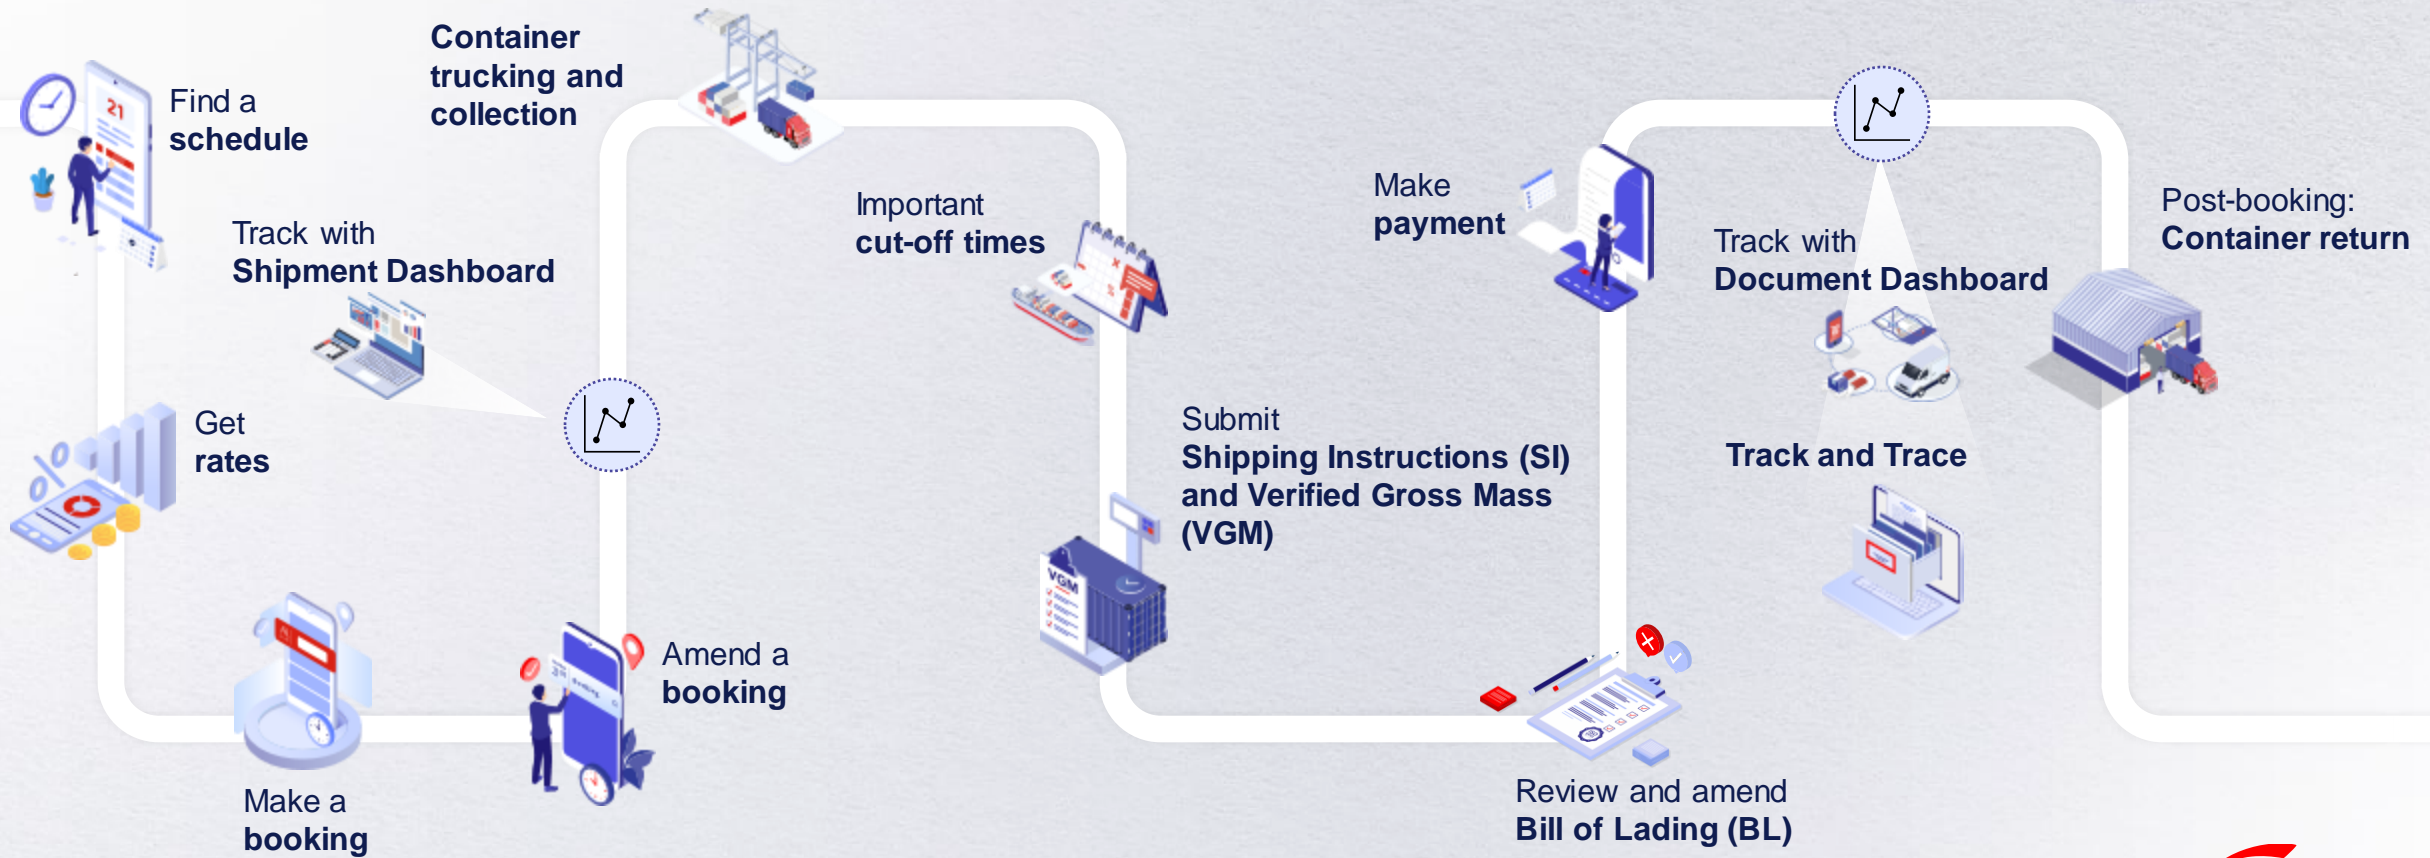 Find a
schedule
21
Track with
Shipment Dashboard
Get
rates
Make a
booking
Amend a
booking
Container
trucking and
collection
Important
cut-off times
Submit
Shipping Instructions (SI)
and Verified Gross Mass
(VGM)
VGM
Review and amend
Bill of Lading (BL)
Make
payment
Track with
Document Dashboard
Track and Trace
Post-booking:
Container return